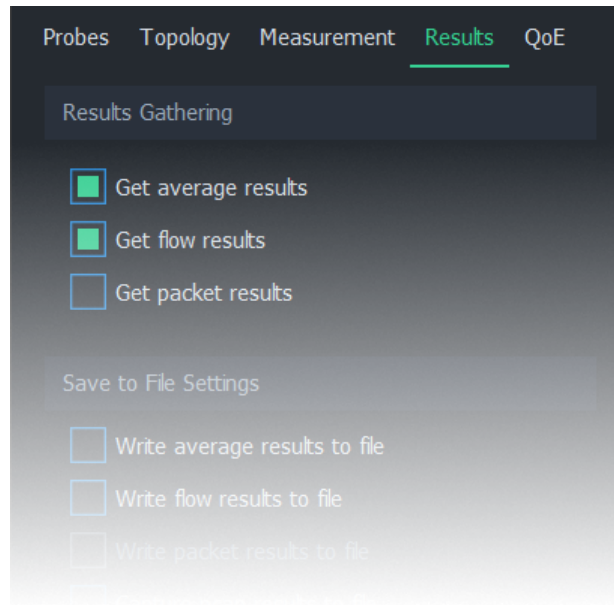 Probes Topology Measurement Results QoE
Results Gathering
Get average results
Get flow results
Get packet results
Save to File Settings
Write average results to file
Write flow results to file
Write packet results to file